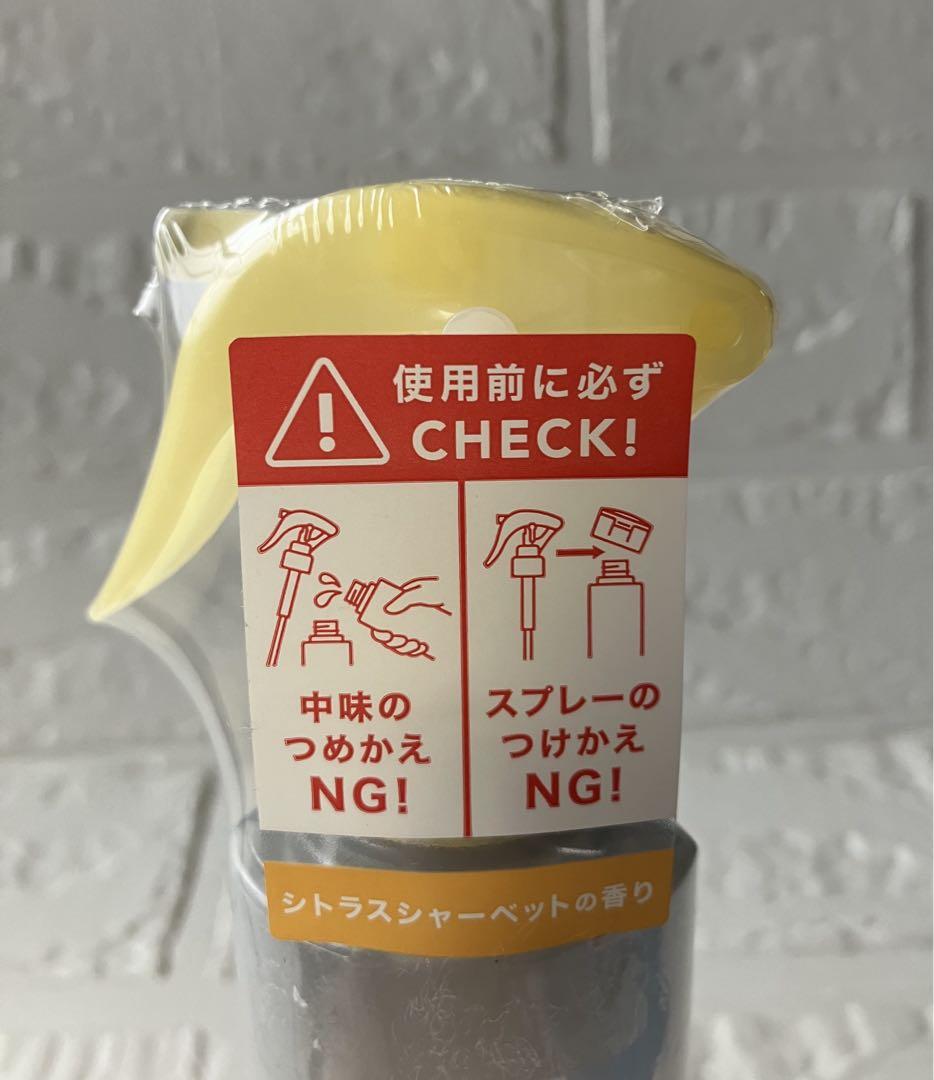 使用前に必ず
CHECK!
中味の
つめかえ
NG!
スプレーの
つけかえ
NG!
シトラスシャーベットの香り